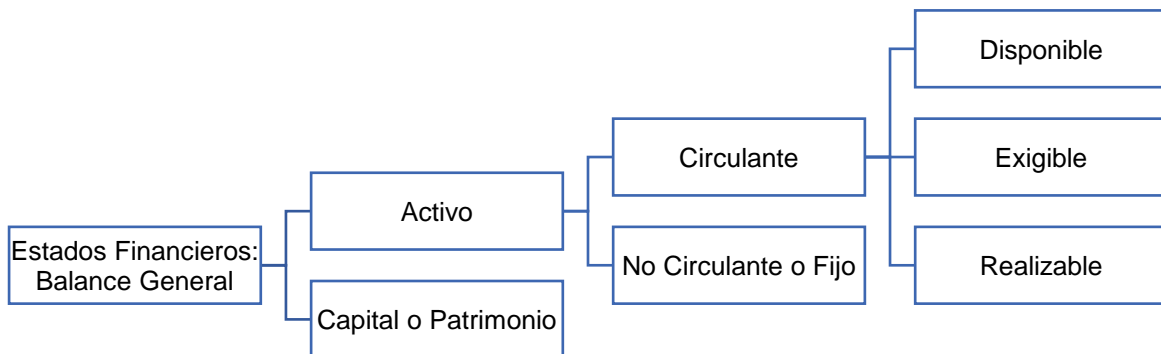 Disponible
Circulante
Exigible
Activo
Estados Financieros:
Balance General
No Circulante o Fijo
Realizable
Capital o Patrimonio